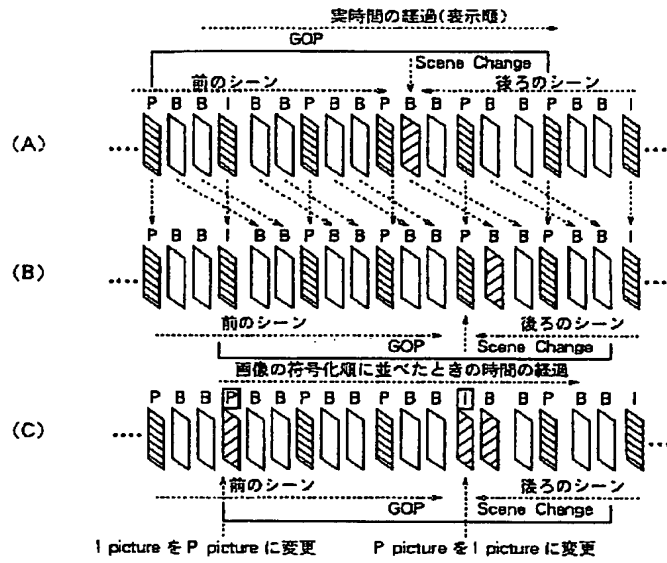 実時間の経過(表示順)
GOP
Scene Change
前のシーン
後ろのシーン
P B B I B B P B B P B B P B B P B B I
(A)
P B B I B B P B B P B B P B B P B B I
(B)
前のシーン
後ろのシーン
GOP
Scene Change
画像の符号化順に並べたときの時間の経過
P B B P B B P B B P B B I B B P B B I
(C)
前のシーン
後ろのシーン
GOP
Scene Change
I picture を P picture に変更
P picture を I picture に変更